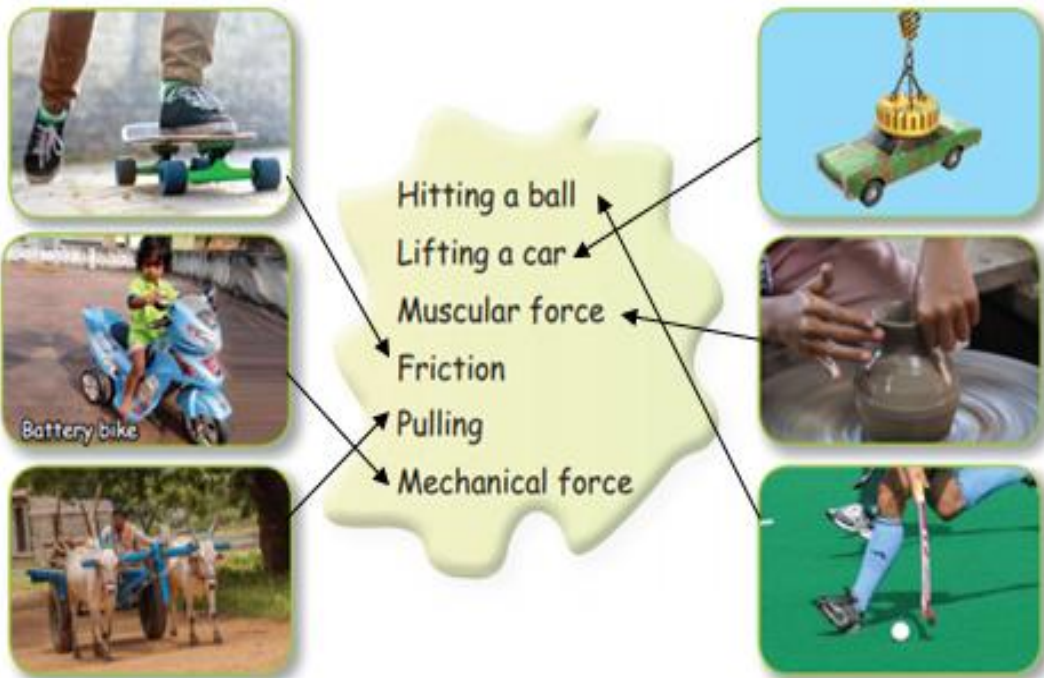 Hitting a ball
Lifting a car
Muscular force
Friction
Pulling
Mechanical force
Battery bike